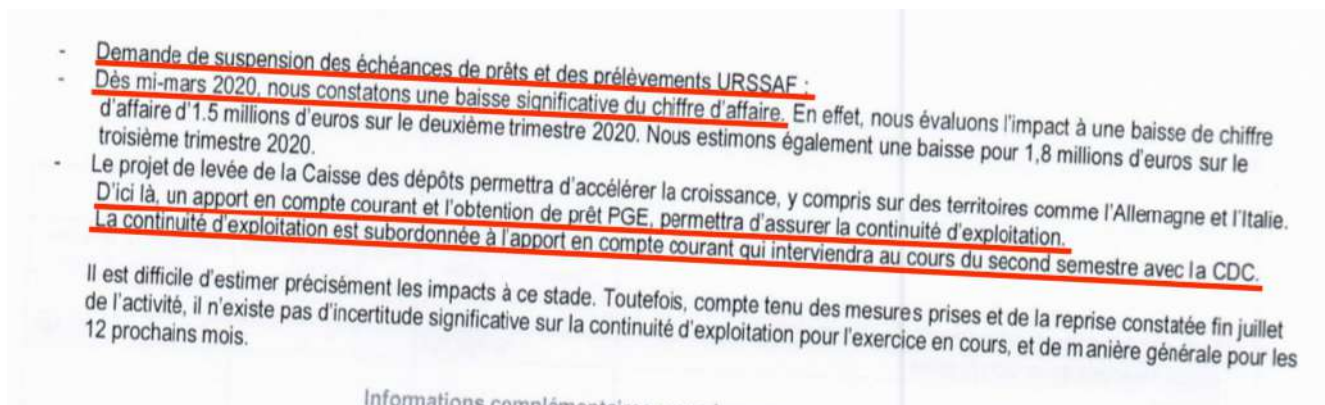 - Demande de suspension des échéances de prêts et des prélèvements URSSAF ;
- Dès mi-mars 2020, nous constatons une baisse significative du chiffre d'affaire. En effet, nous évaluons l'impact à une baisse de chiffre
d'affaire d'1.5 millions d'euros sur le deuxième trimestre 2020. Nous estimons également une baisse pour 1,8 millions d'euros sur le
troisième trimestre 2020.
- Le projet de levée de la Caisse des dépôts permettra d'accélérer la croissance, y compris sur des territoires comme l'Allemagne et l'Italie.
D'ici là, un apport en compte courant et l'obtention de prêt PGE, permettra d'assurer la continuité d'exploitation.
La continuité d'exploitation est subordonnée à l'apport en compte courant qui interviendra au cours du second semestre avec la CDC.
Il est difficile d'estimer précisément les impacts à ce stade. Toutefois, compte tenu des mesures prises et de la reprise constatée fin juillet
de l'activité, il n'existe pas d'incertitude significative sur la continuité d'exploitation pour l'exercice en cours, et de manière générale pour les
12 prochains mois.
Informations